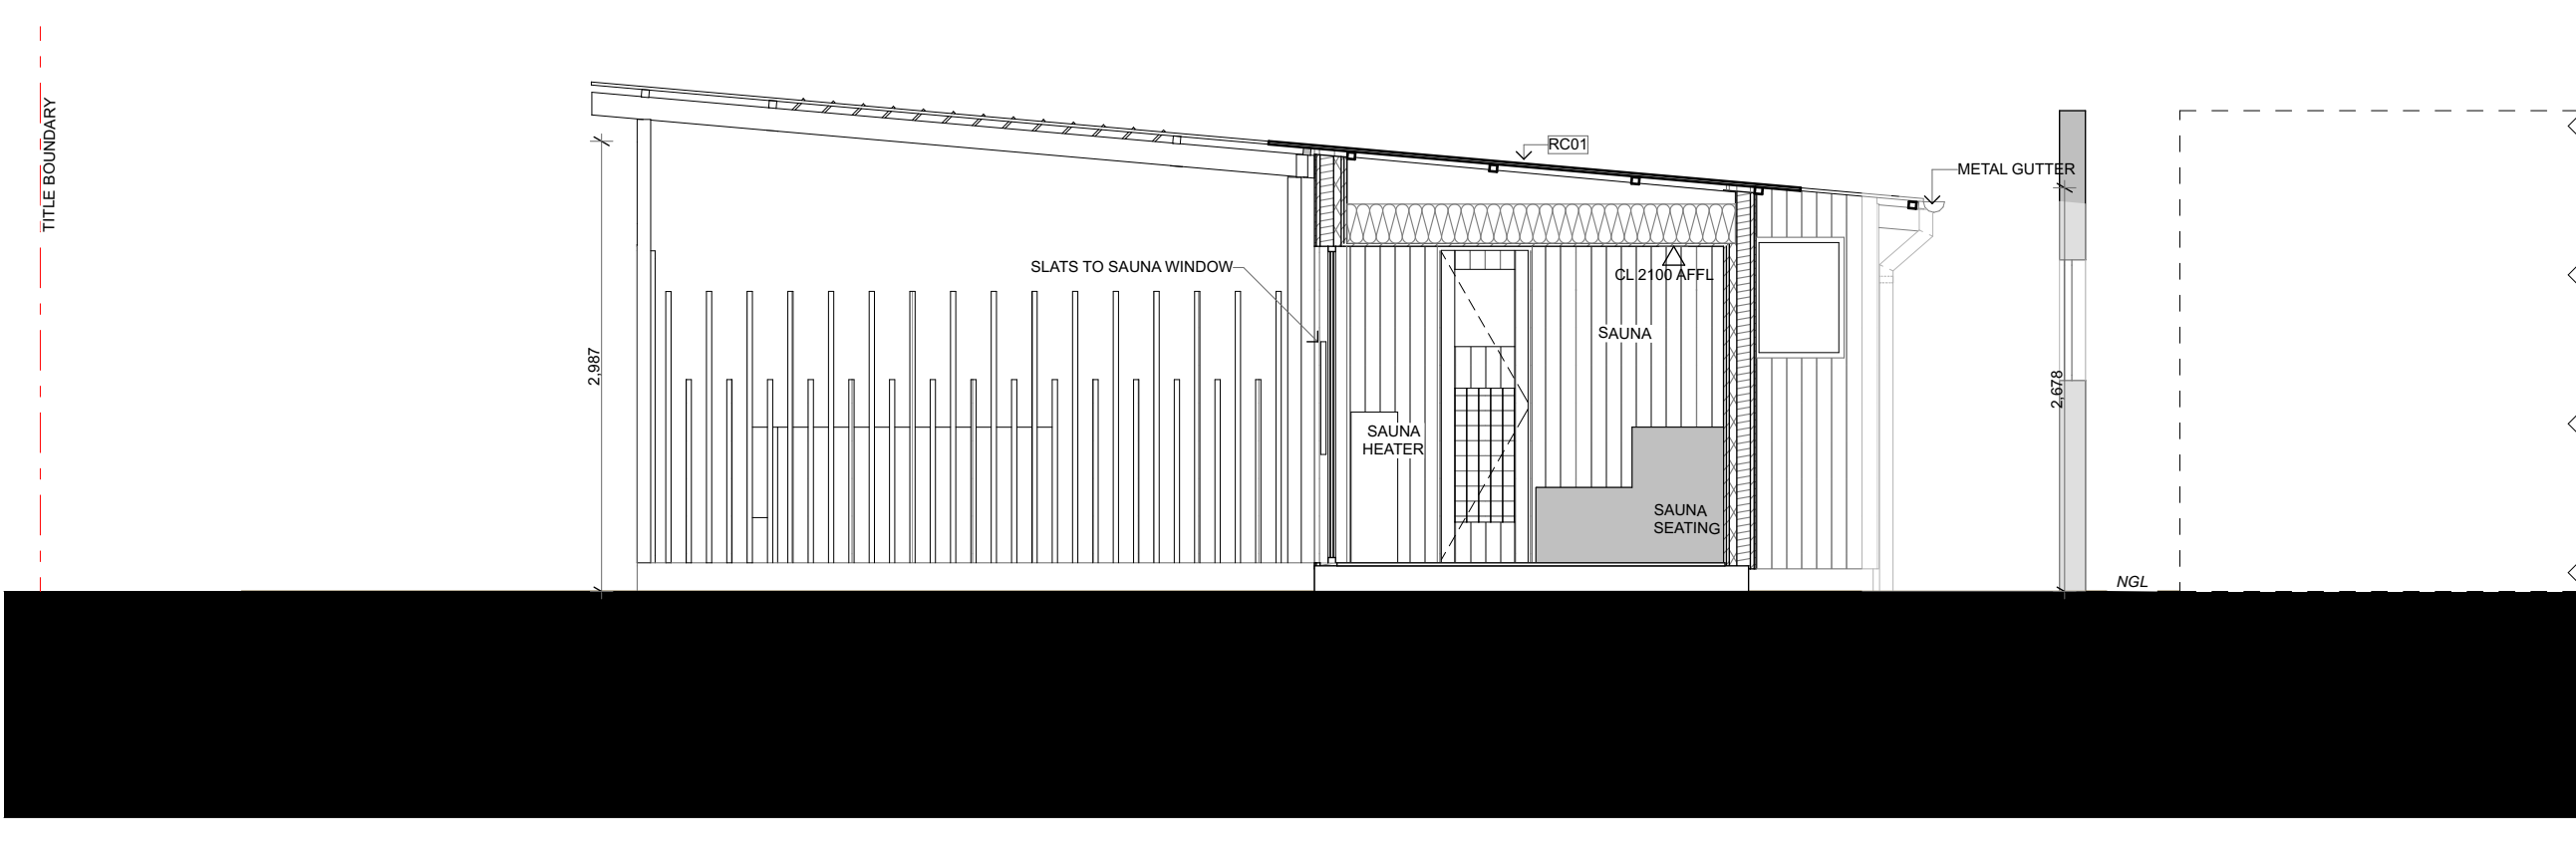 TITLE BOUNDARY
RC01
METAL GUTTER
SLATS TO SAUNA WINDOW
CL 2100 AFFL
SAUNA
2,987
2,678
SAUNA
HEATER
SAUNA
SEATING
NGL